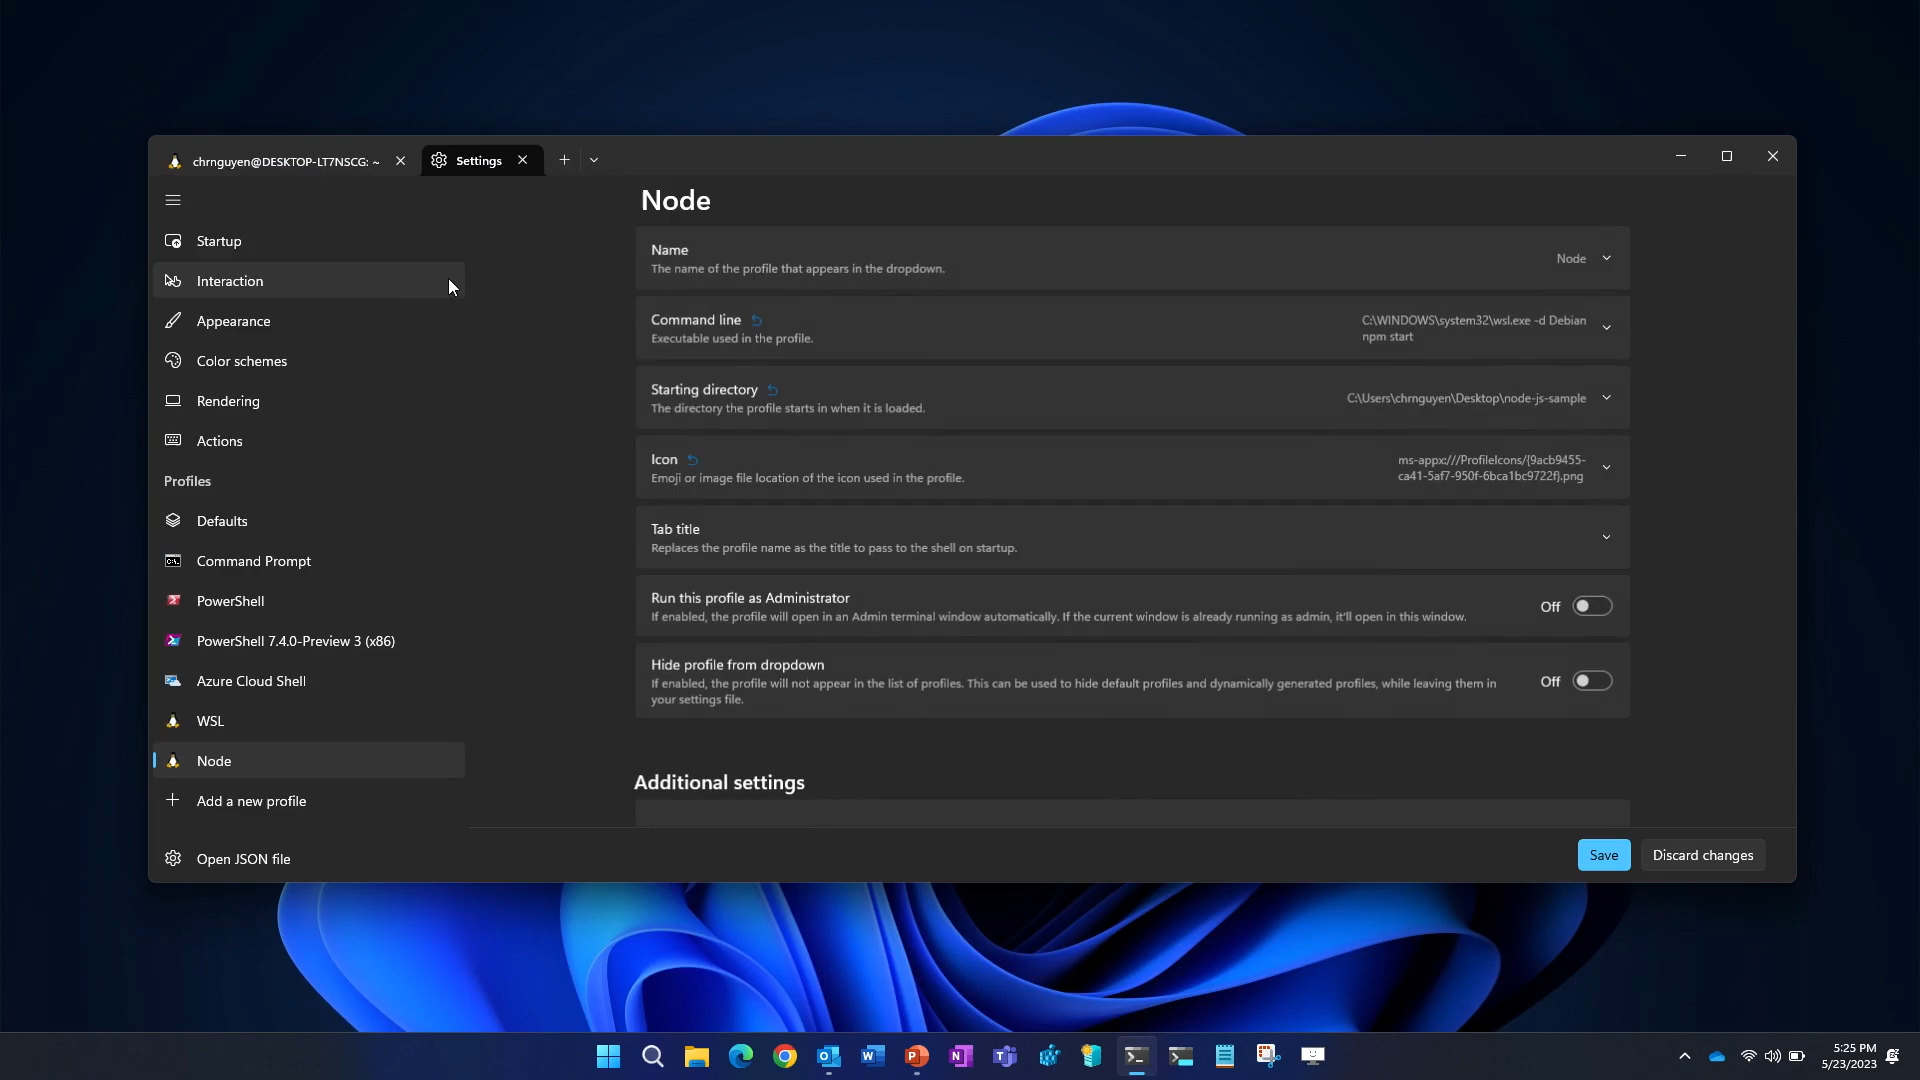 chrnguyen@DESKTOP-LT7NSCG: ~
Settings
Startup
Interaction
Appearance
Color schemes
Rendering
Actions
Profiles
Defaults
Command Prompt
PowerShell
PowerShell 7.4.0-Preview 3 (x86)
Azure Cloud Shell
WSL
Node
Add a new profile
Open JSON file
Node
Name
The name of the profile that appears in the dropdown.
Node
Command line
Executable used in the profile.
C:\WINDOWS\system32\wsl.exe -d Debian
npm start
Starting directory
The directory the profile starts in when it is loaded.
C:\Users\chrnguyen\Desktop\node-js-sample
Icon
Emoji or image file location of the icon used in the profile.
ms-appx:///ProfileIcons/{9acb9455-
ca41-5af7-950f-6bca1bc9722f}.png
Tab title
Replaces the profile name as the title to pass to the shell on startup.
Run this profile as Administrator
If enabled, the profile will open in an Admin terminal window automatically. If the current window is already running as admin, it'll open in this window.
Off
Hide profile from dropdown
If enabled, the profile will not appear in the list of profiles. This can be used to hide default profiles and dynamically generated profiles, while leaving them in
your settings file.
Off
Additional settings
Save
Discard changes
5:25 PM
5/23/2023